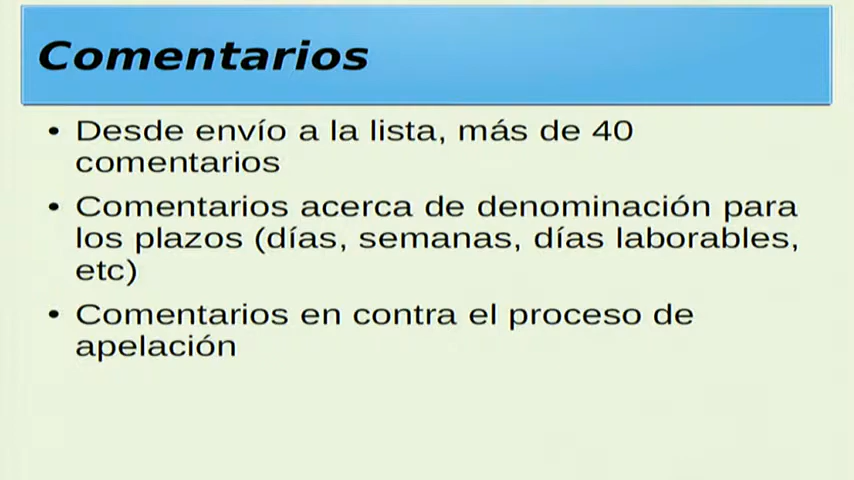 Comentarios
• Desde envío a la lista, más de 40
comentarios
• Comentarios acerca de denominación para
los plazos (días, semanas, días laborables,
etc)
• Comentarios en contra el proceso de
apelación